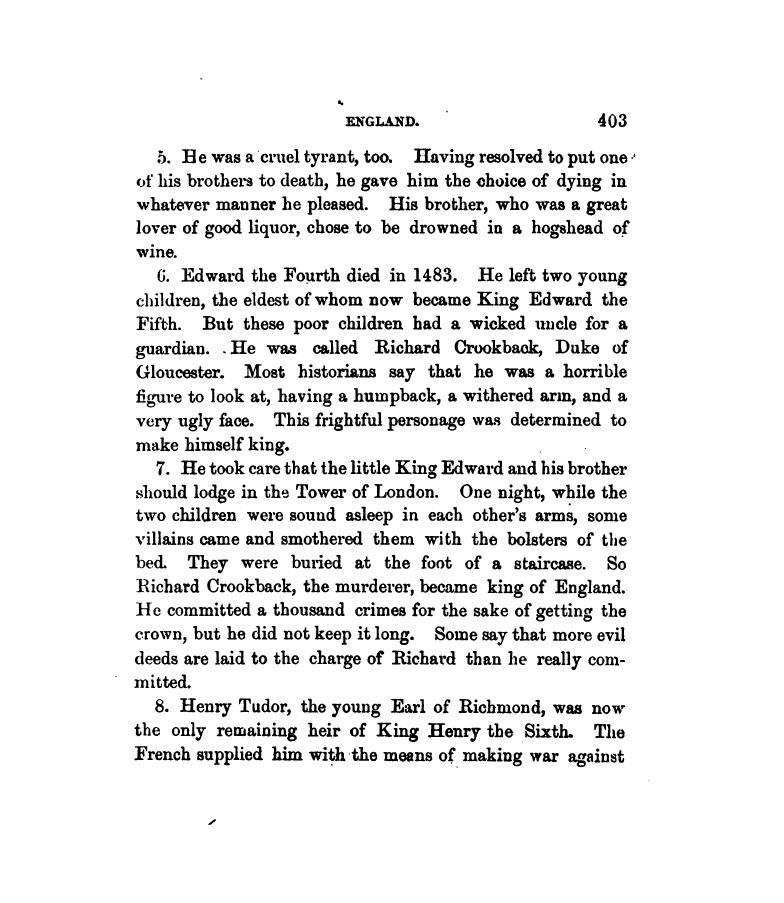 ENGLAND. 403
5. He was a cruel tyrant, too. Having resolved to put one
of his brothers to death, he gave him the choice of dying in
whatever manner he pleased. His brother, who was a great
lover of good liquor, chose to be drowned in a hogshead of
wine.
6. Edward the Fourth died in 1483. He left two young
children, the eldest of whom now became King Edward the
Fifth. But these poor children had a wicked uncle for a
guardian. He was called Richard Crookback, Duke of
Gloucester. Most historians say that he was a horrible
figure to look at, having a humpback, a withered arm, and a
very ugly face. This frightful personage was determined to
make himself king.
7. He took care that the little King Edward and his brother
should lodge in the Tower of London. One night, while the
two children were sound asleep in each other's arms, some
villains came and smothered them with the bolsters of the
bed. They were buried at the foot of a staircase. So
Richard Crookback, the murderer, became king of England.
He committed a thousand crimes for the sake of getting the
crown, but he did not keep it long. Some say that more evil
deeds are laid to the charge of Richard than he really com-
mitted.
8. Henry Tudor, the young Earl of Richmond, was now
the only remaining heir of King Henry the Sixth. The
French supplied him with the means of making war against